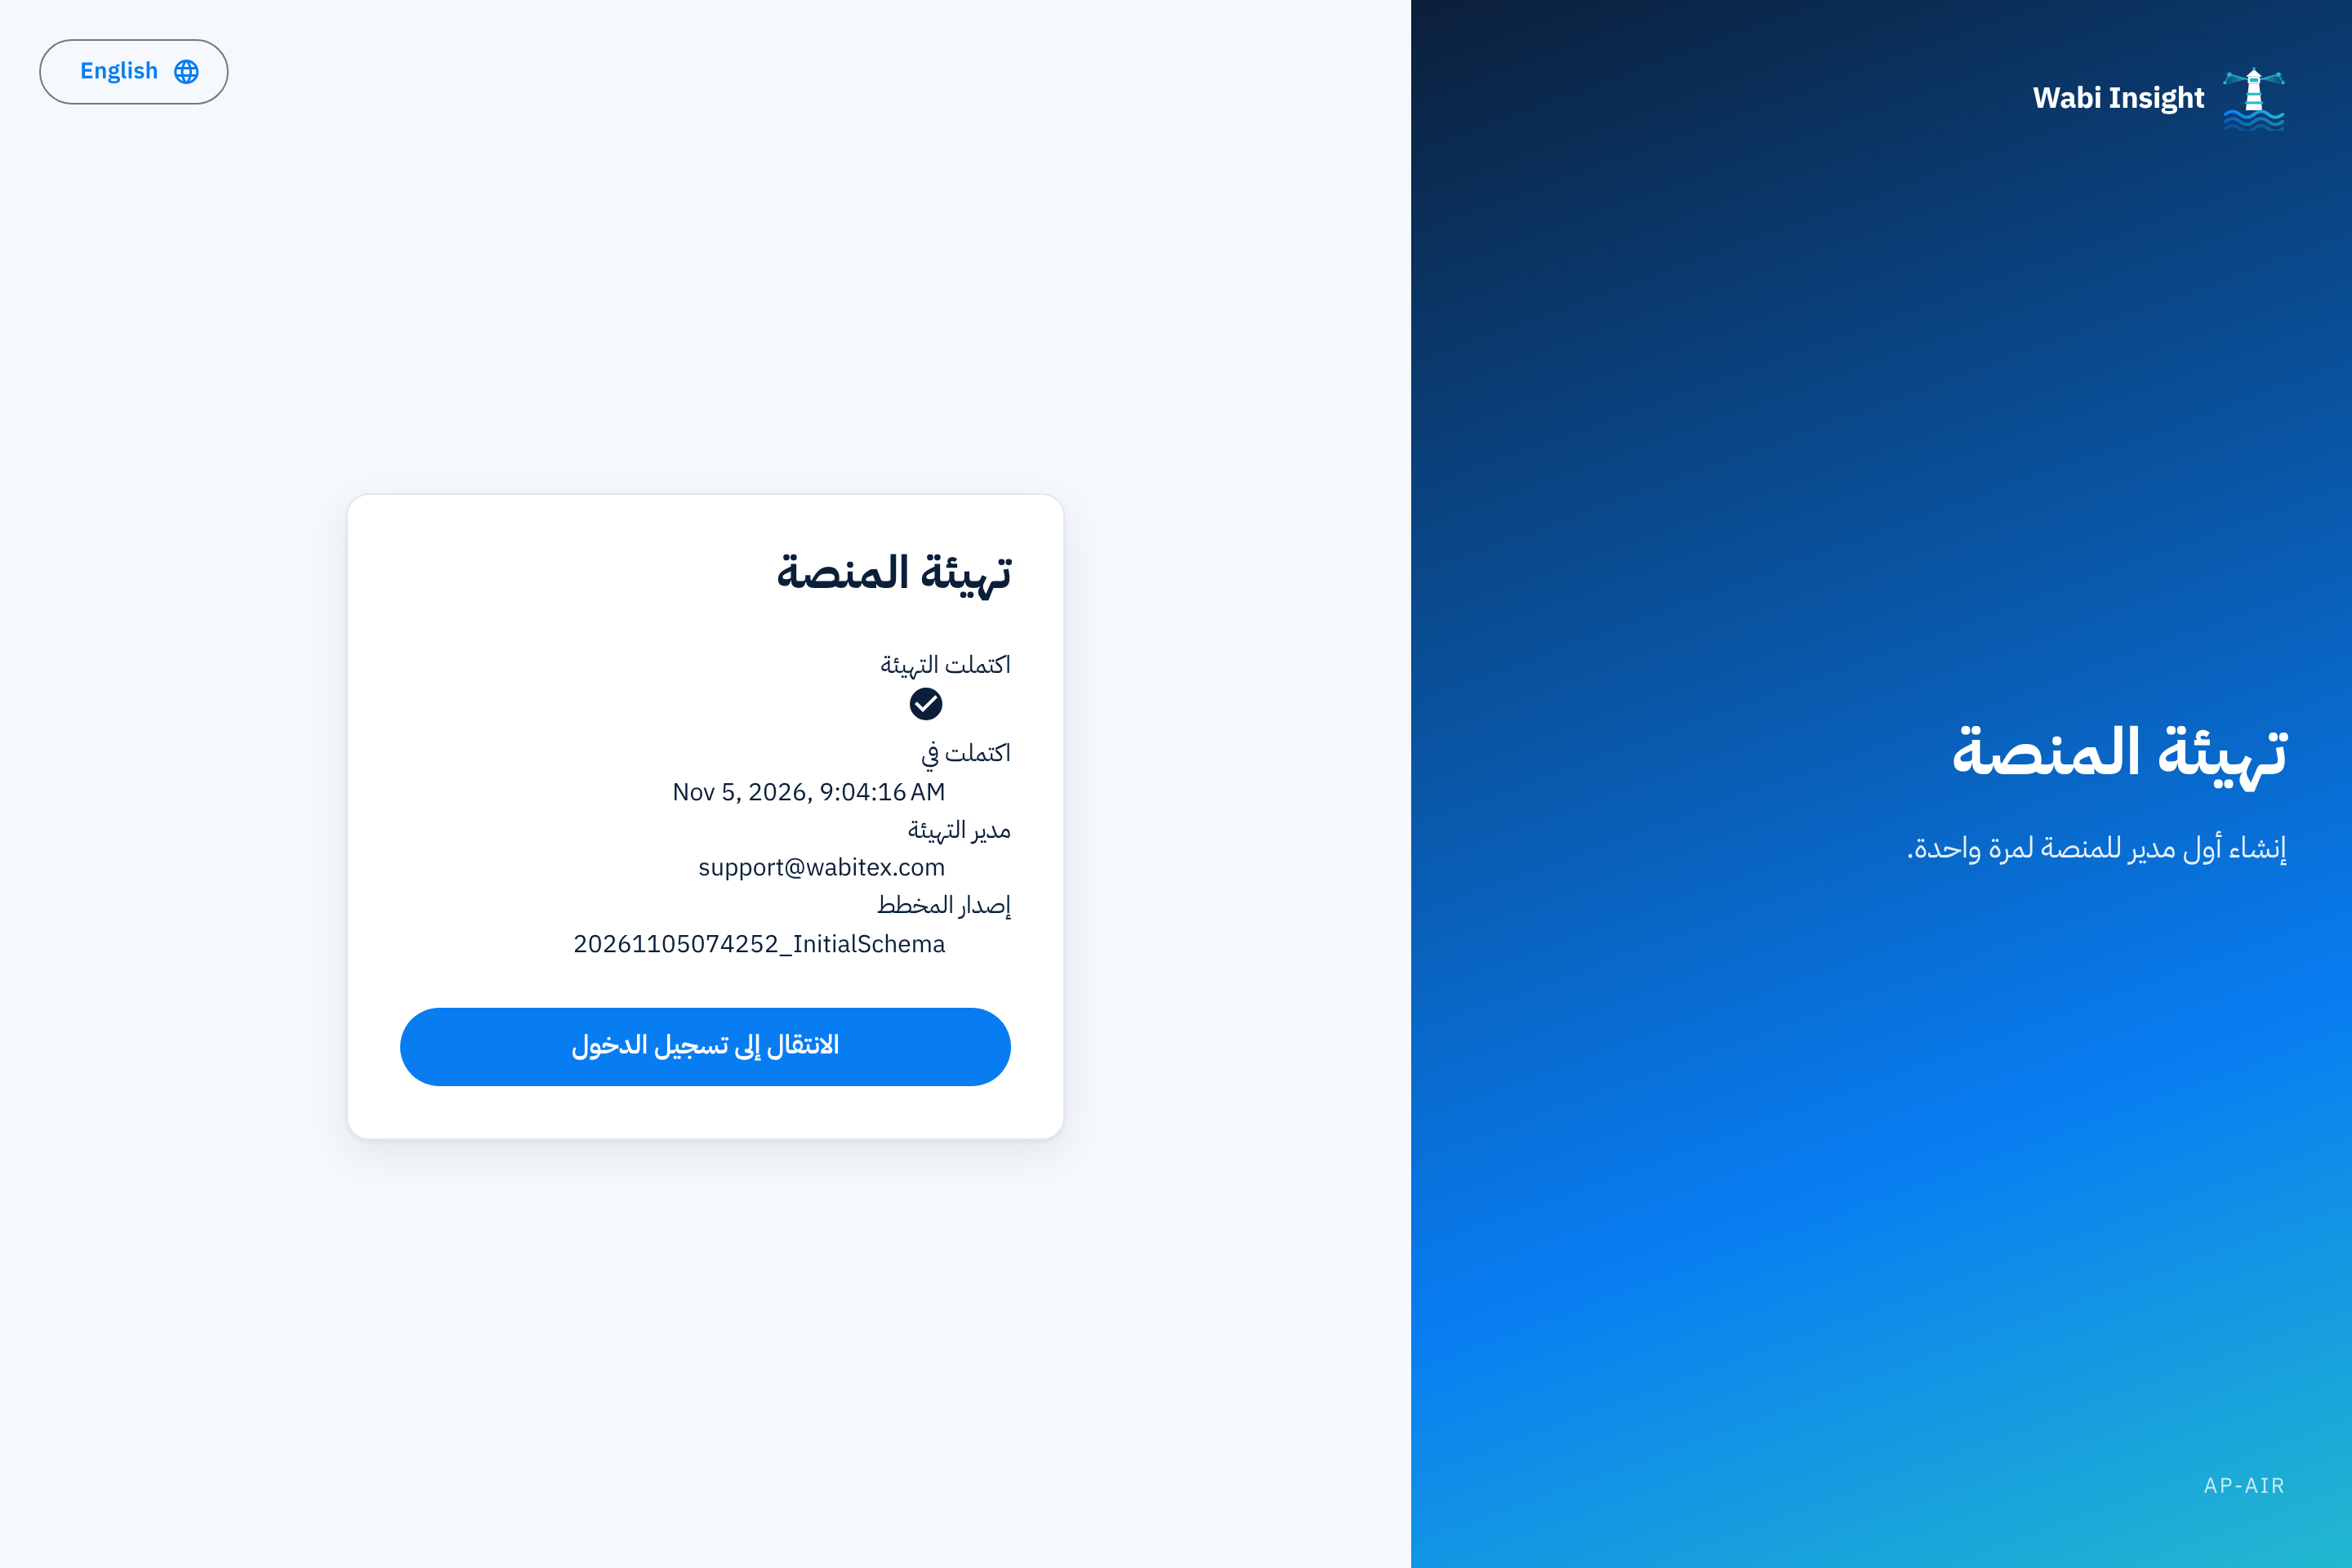 English
Wabi Insight
تهيئة المنصة
إنشاء أول مدير للمنصة لمرة واحدة.
AP-AIR
تهيئة المنصة
اكتملت التهيئة
اكتملت في
Nov 5, 2026, 9:04:16 AM
مدير التهيئة
support@wabitex.com
إصدار المخطط
20261105074252_InitialSchema
الانتقال إلى تسجيل الدخول